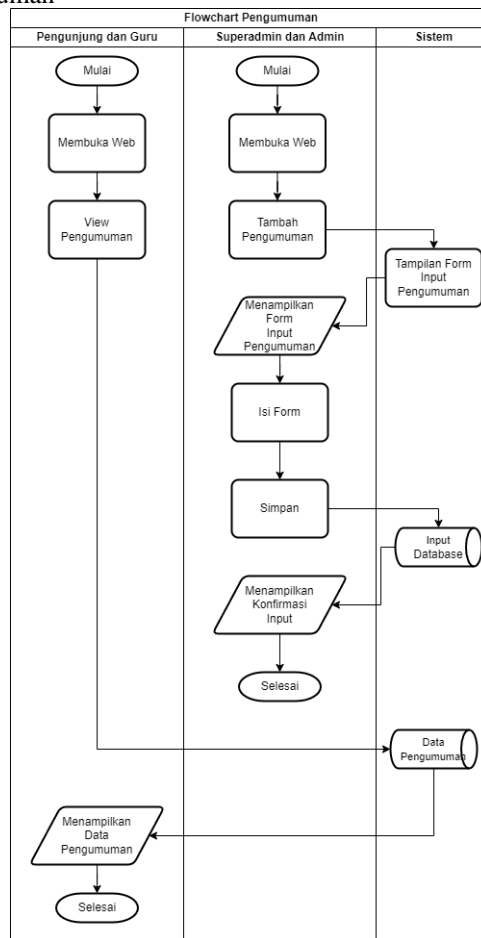 uman
Flowchart Pengumuman
Pengunjung dan Guru
Superadmin dan Admin
Sistem
Mulai
Mulai
Membuka Web
Membuka Web
View
Pengumuman
Tambah
Pengumuman
Tampilan Form
Input
Pengumuman
Menampilkan
Form
Input
Pengumuman
Isi Form
Simpan
Input
Database
Menampilkan
Konfirmasi
Input
Selesai
Data
Pengumuman
Menampilkan
Data
Pengumuman
Selesai